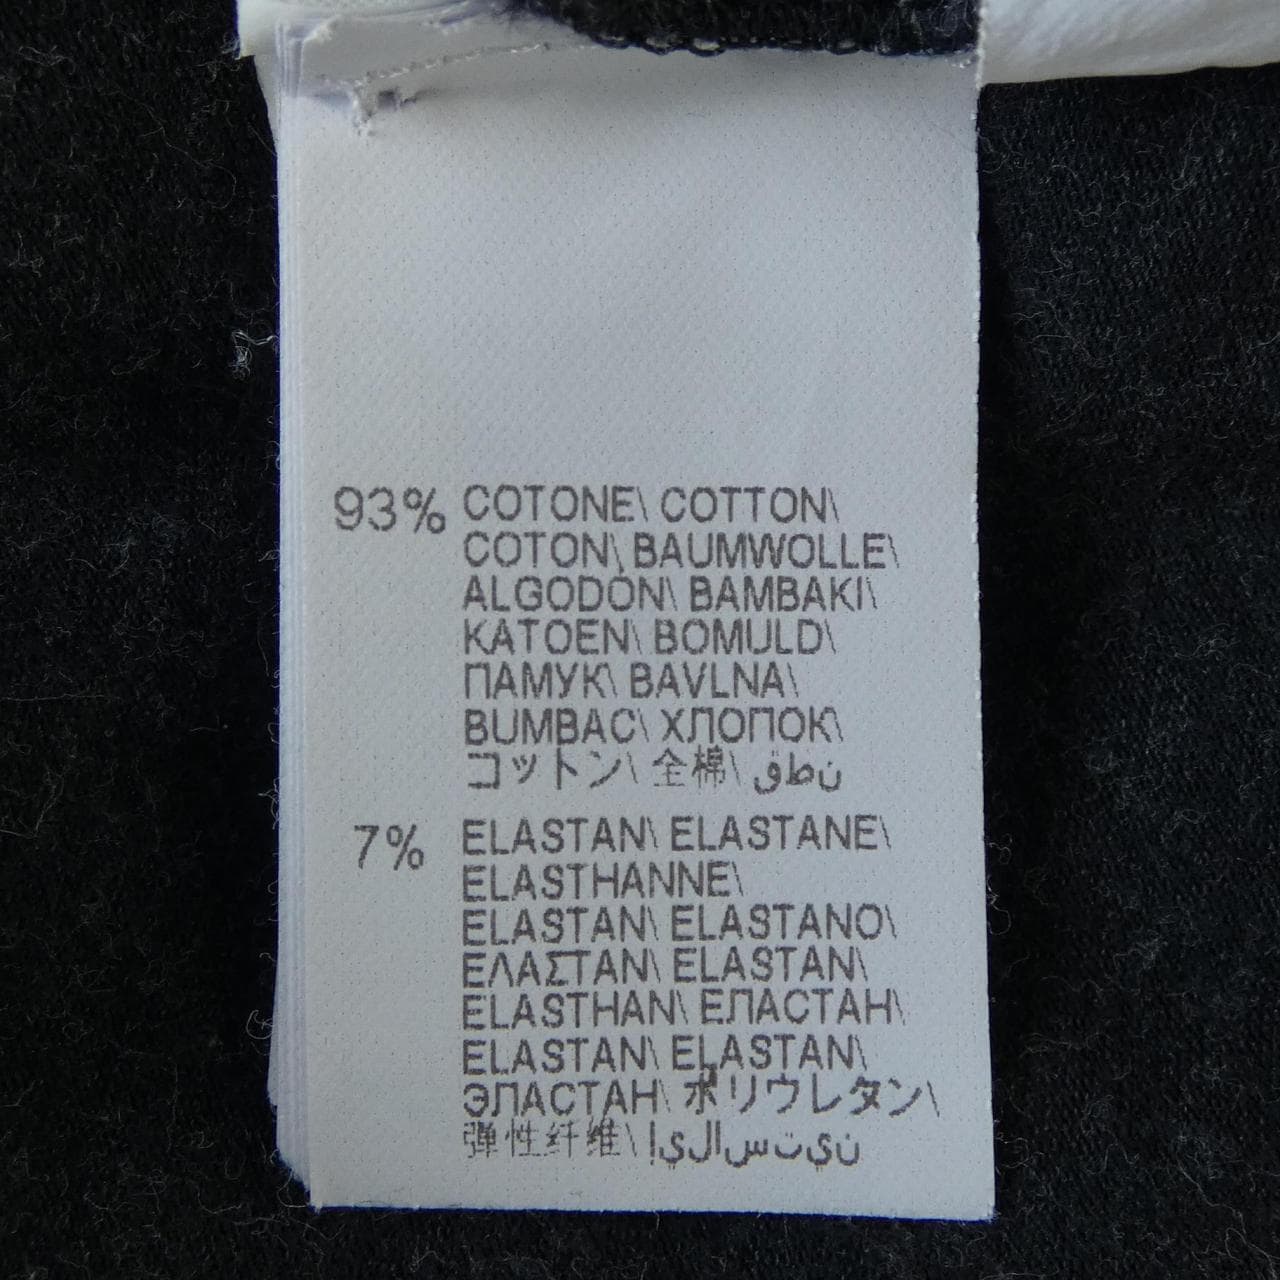 93% COTONE\ COTTON\
COTON\ BAUMWOLLE\
ALGODÓN\ BAMBAKI\
KATOEN\ BOMULD\
ПАМУК\ BAVLNA\
BUMBAC\ ХЛОПОК\
コットン\ 全棉\ قطن
7% ELASTAN\ ELASTANE\
ELASTHANNE\
ELASTAN\ ELASTANO\
ΕΛΑΣΤΑΝ\ ELASTAN\
ELASTHAN\ ЕЛАСТАН\
ELASTAN\ ELASTAN\
ЭЛАСТАН\ ポリウレタン\
弹性纤维\ إيلاستين